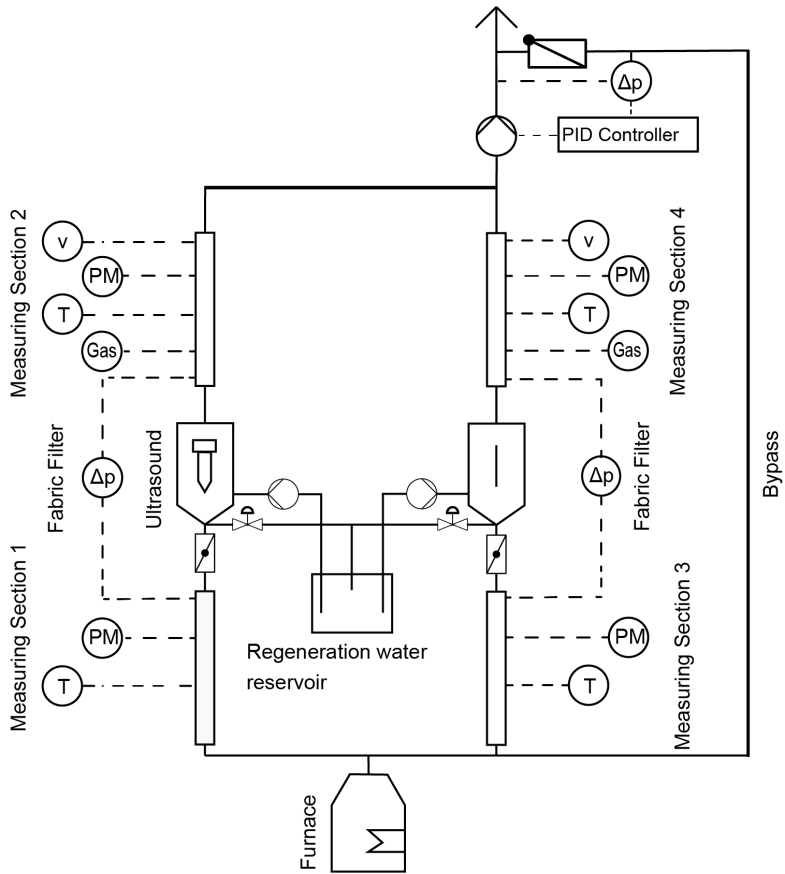 Δp
PID Controller
Measuring Section 2
v
PM
T
Gas
v
PM
T
Gas
Measuring Section 4
Fabric Filter
Δp
Ultrasound
Δp
Fabric Filter
Bypass
Measuring Section 1
PM
T
Regeneration water
reservoir
PM
T
Measuring Section 3
Furnace